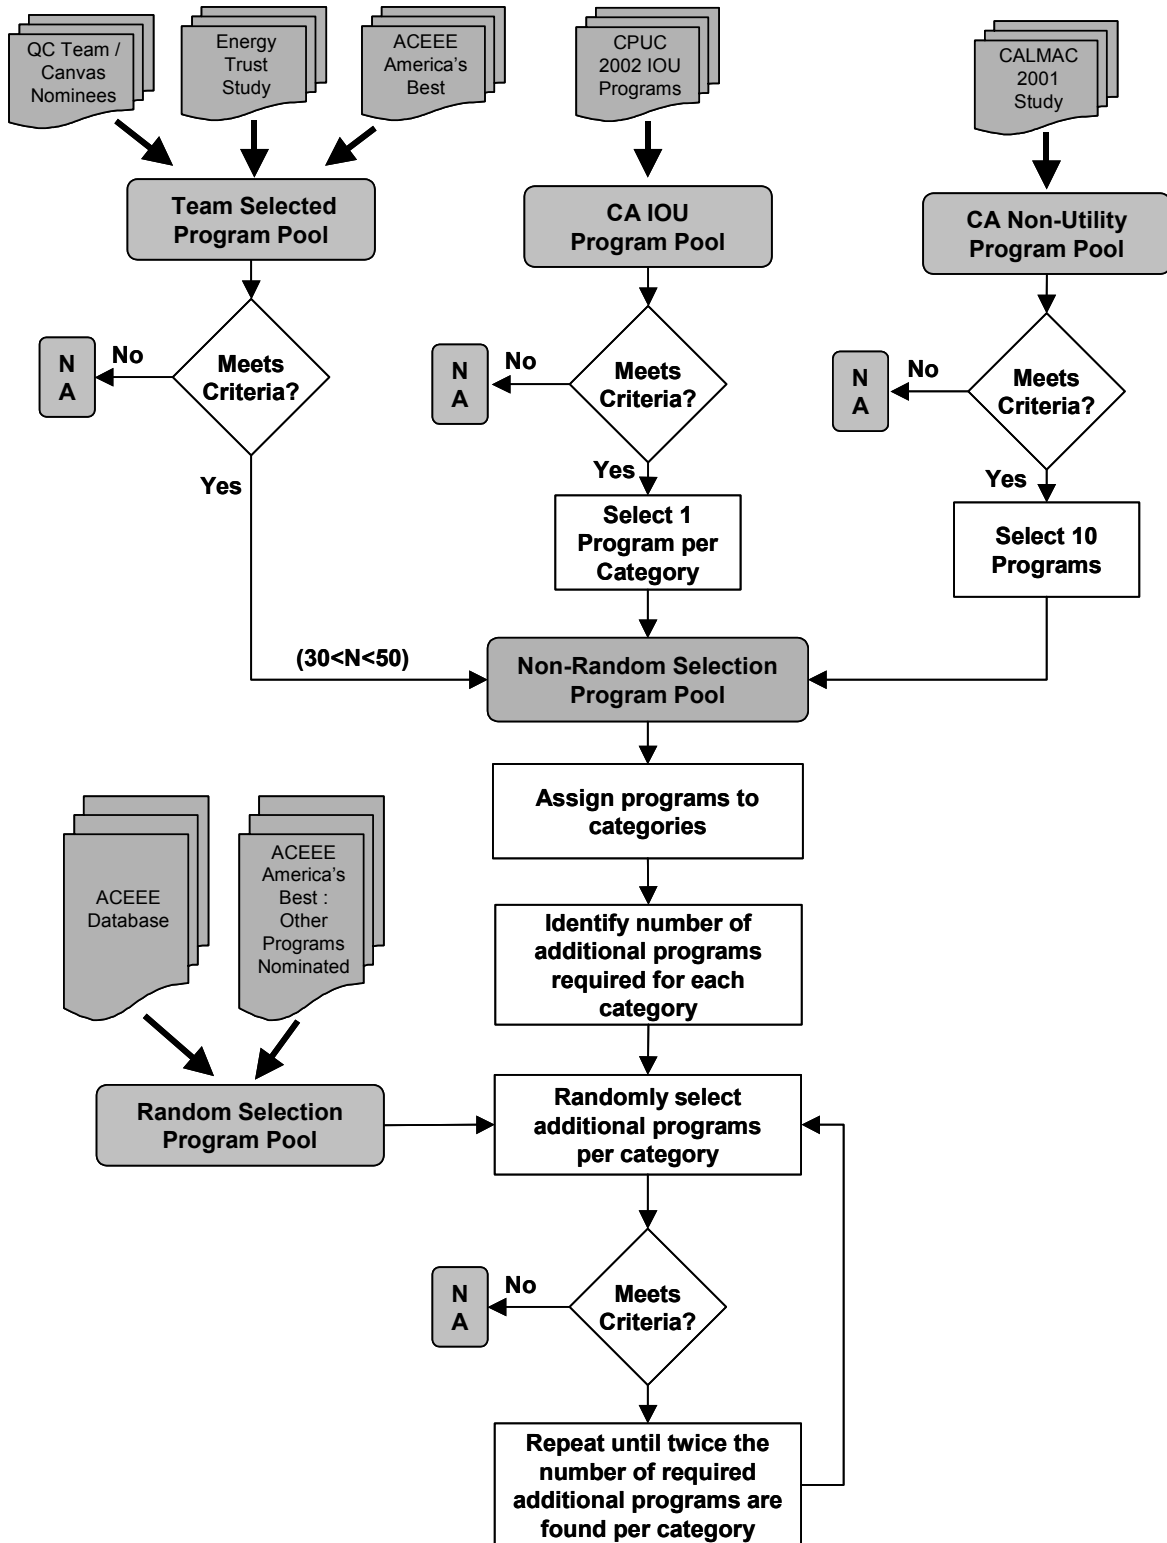 QC Team /
Canvas
Nominees
Energy
Trust
Study
ACEEE
America's
Best
CPUC
2002 IOU
Programs
CALMAC
2001
Study
Team Selected
Program Pool
CA IOU
Program Pool
CA Non-Utility
Program Pool
N
A
No
Meets
Criteria?
Yes
N
A
No
Meets
Criteria?
Yes
N
A
No
Meets
Criteria?
Yes
Select 1
Program per
Category
Select 10
Programs
(30<N<50)
Non-Random Selection
Program Pool
Assign programs to
categories
Identify number of
additional programs
required for each
category
ACEEE
Database
ACEEE
America's
Best :
Other
Programs
Nominated
Random Selection
Program Pool
Randomly select
additional programs
per category
N
A
No
Meets
Criteria?
Repeat until twice the
number of required
additional programs are
found per category